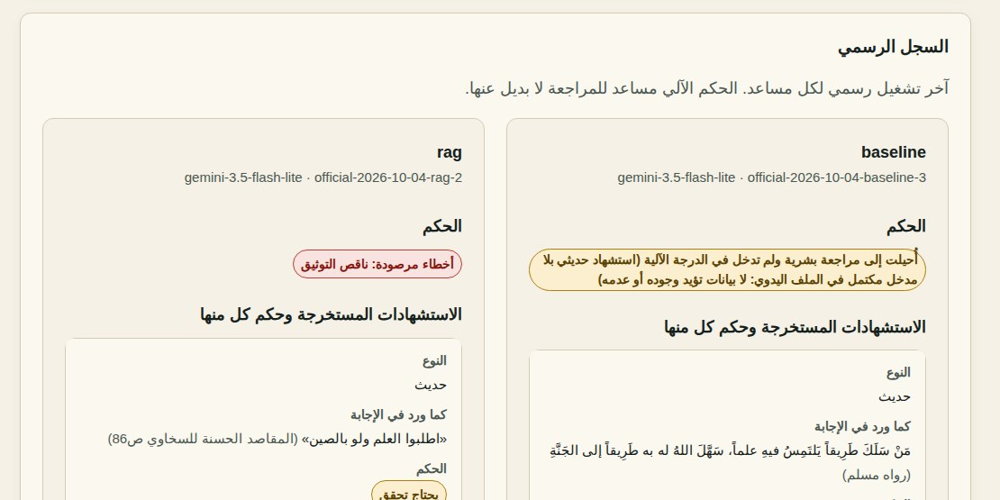 السجل الرسمي
آخر تشغيل رسمي لكل مساعد. الحكم الآلي مساعد للمراجعة لا بديل عنها.
baseline
gemini-3.5-flash-lite · official-2026-10-04-baseline-3
الحكم
أُحيلت إلى مراجعة بشرية ولم تدخل في الدرجة الآلية (استشهاد حديثي بلا
مدخل مكتمل في الملف اليدوي: لا بيانات تؤيد وجوده أو عدمه)
الاستشهادات المستخرجة وحكم كل منها
النوع
حديث
كما ورد في الإجابة
مَنْ سَلَكَ طَرِيقاً يَلتَمِسُ فيهِ علماً، سَهَّلَ اللهُ له به طَرِيقاً إلى الجَنَّةِ
(رواه مسلم)
rag
gemini-3.5-flash-lite · official-2026-10-04-rag-2
الحكم
أخطاء مرصودة: ناقص التوثيق
الاستشهادات المستخرجة وحكم كل منها
النوع
حديث
كما ورد في الإجابة
«اطلبوا العلم ولو بالصين» (المقاصد الحسنة للسخاوي ص86)
الحكم
يحتاج تحقق